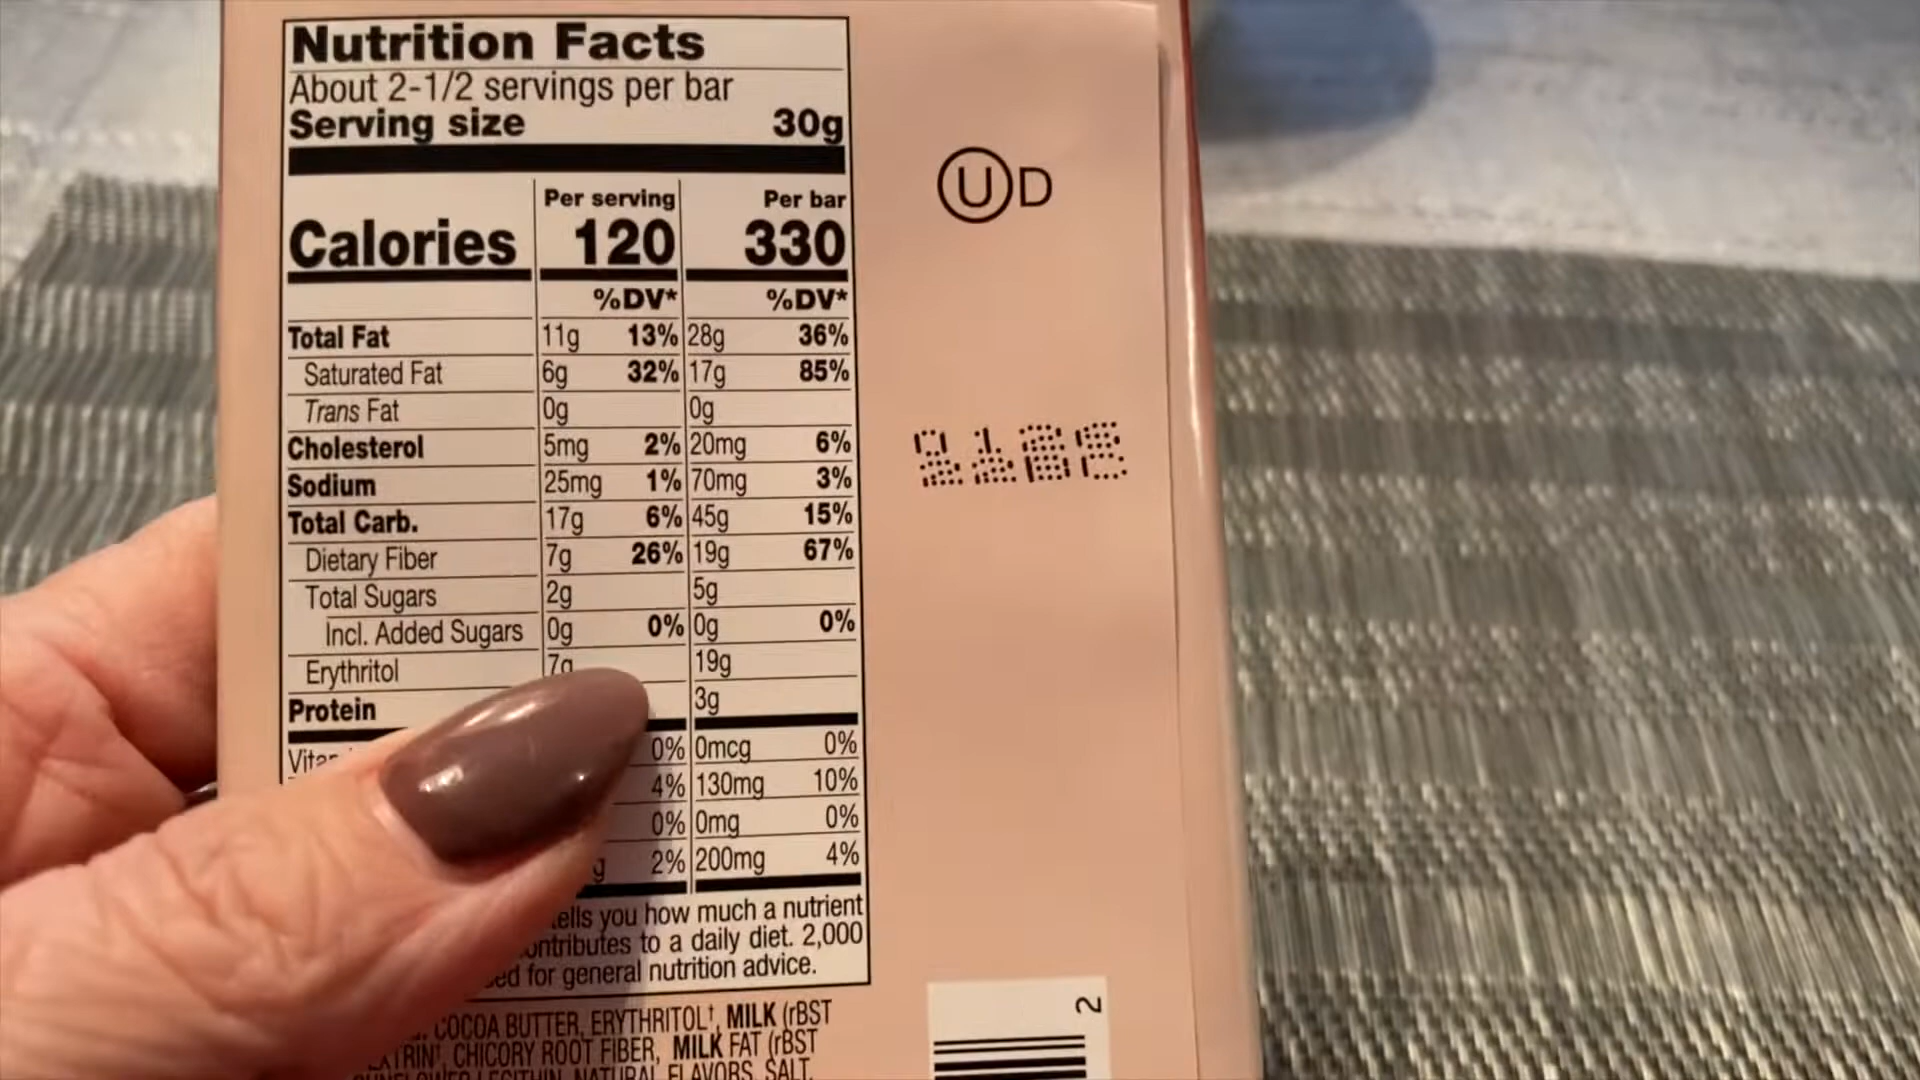 Nutrition Facts
About 2-1/2 servings per bar
Serving size 30g
Per serving Per bar
Calories 120 330
%DV* %DV*
Total Fat 11g 13% 28g 36%
Saturated Fat 6g 32% 17g 85%
Trans Fat 0g 0g
Cholesterol 5mg 2% 20mg 6%
Sodium 25mg 1% 70mg 3%
Total Carb. 17g 6% 45g 15%
Dietary Fiber 7g 26% 19g 67%
Total Sugars 2g 5g
Incl. Added Sugars 0g 0% 0g 0%
Erythritol 7g 19g
Protein 3g
0% 0mcg 0%
4% 130mg 10%
0% 0mg 0%
g 2% 200mg 4%
tells you how much a nutrient
to a daily diet. 2,000
for general nutrition advice.
COCOA BUTTER, ERYTHRITOL†, MILK (rBST
CHICORY ROOT FIBER, MILK FAT (rBST
NATURAL FLAVORS, SALT,
UD
2